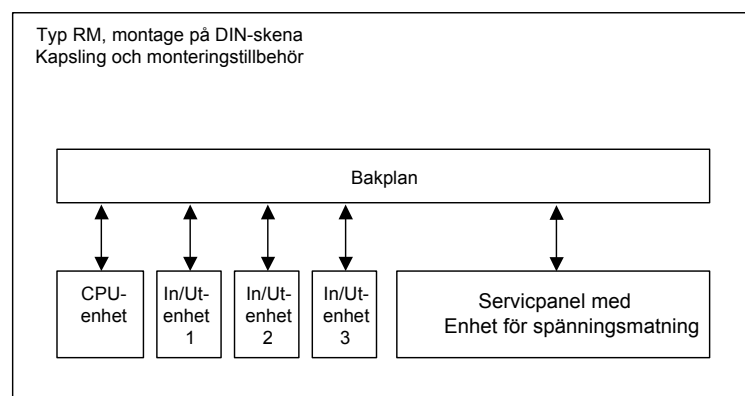 Typ RM, montage på DIN-skena
Kapsling och monteringstillbehör
Bakplan
CPU-
enhet
In/Ut-
enhet
1
In/Ut-
enhet
2
In/Ut-
enhet
3
Servicpanel med
Enhet för spänningsmatning